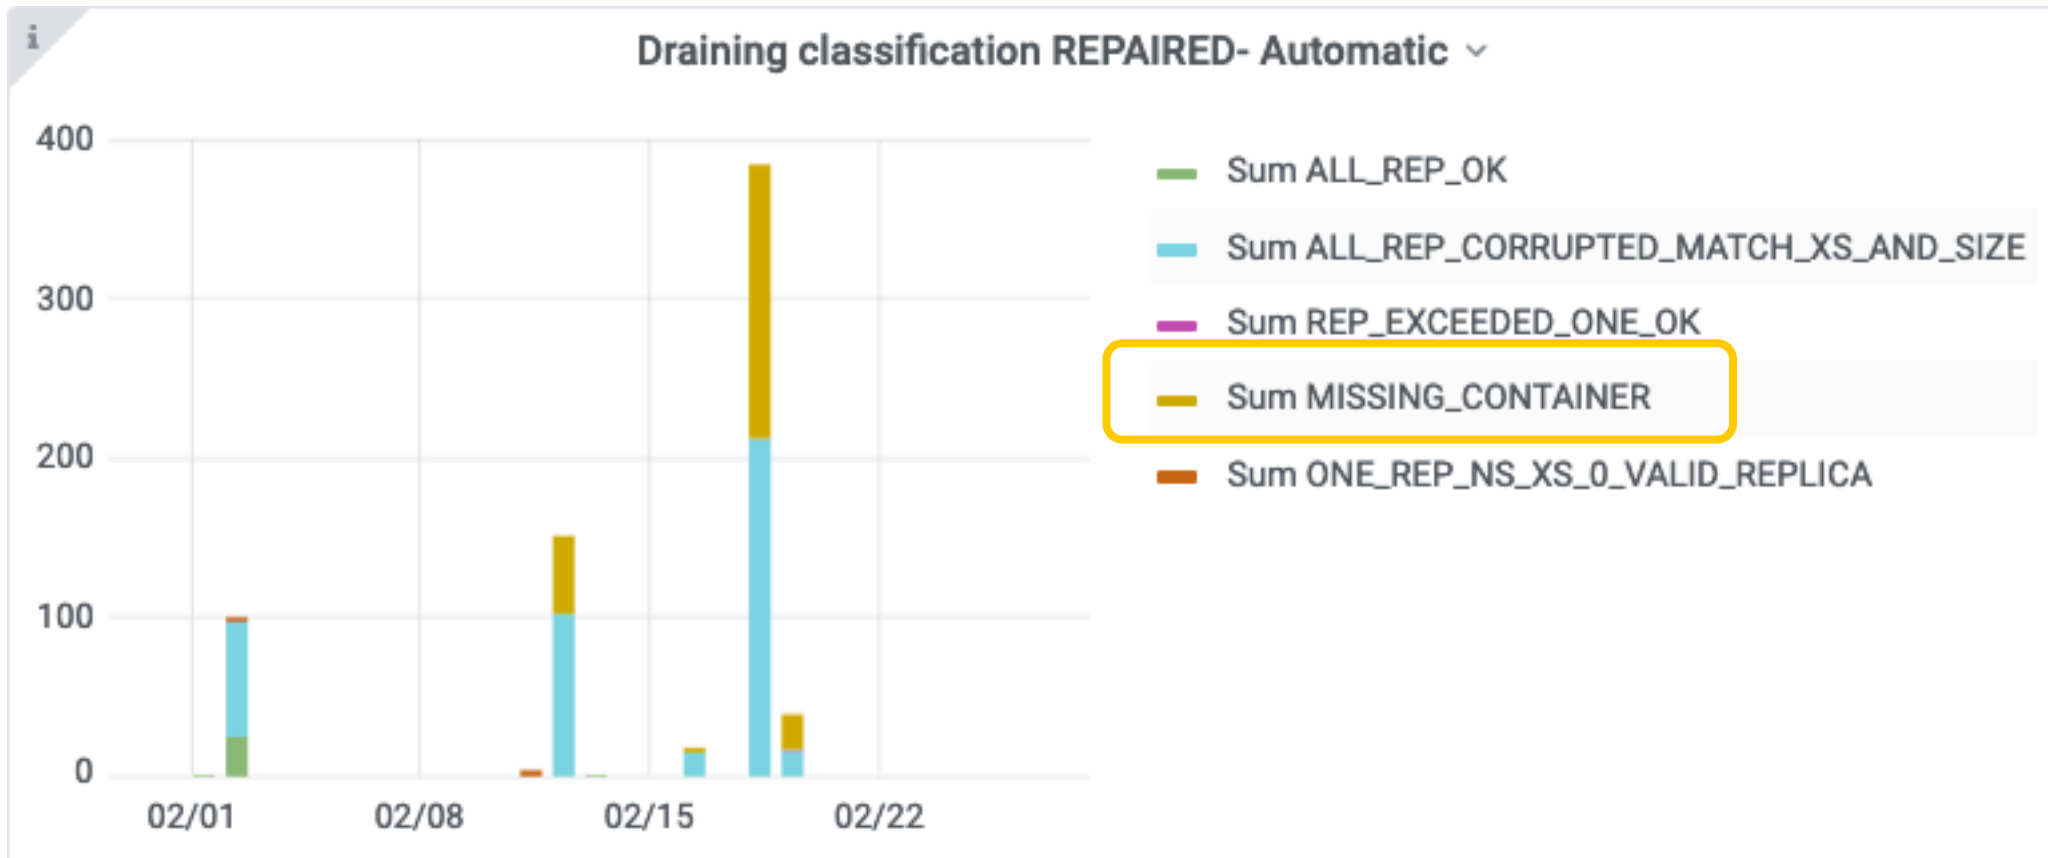 i
Draining classification REPAIRED- Automatic
400
300
200
100
0
02/01 02/08 02/15 02/22
Sum ALL_REP_OK
Sum ALL_REP_CORRUPTED_MATCH_XS_AND_SIZE
Sum REP_EXCEEDED_ONE_OK
Sum MISSING_CONTAINER
Sum ONE_REP_NS_XS_0_VALID_REPLICA